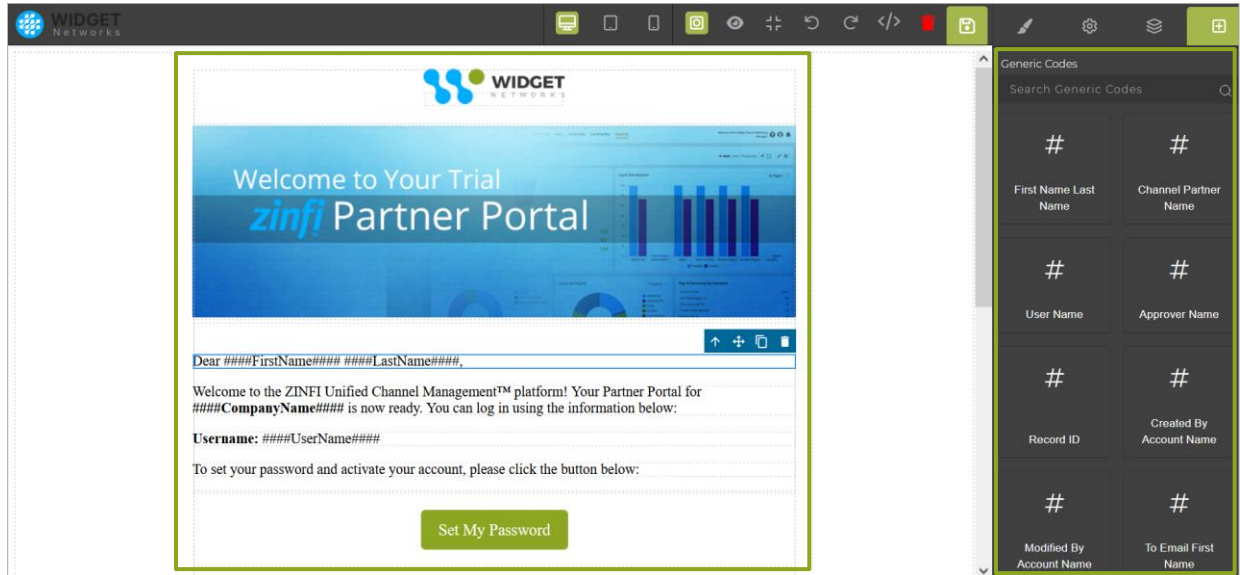 WIDGET
Networks
</>
Generic Codes
Search Generic Codes
WIDGET
NETWORKS
Welcome to Your Trial
zinfi Partner Portal
#
#
First Name Last
Name
Channel Partner
Name
#
#
User Name
Approver Name
Dear ####FirstName#### ####LastName####,
Welcome to the ZINFI Unified Channel Management™ platform! Your Partner Portal for
####CompanyName#### is now ready. You can log in using the information below:
Username: ####UserName####
To set your password and activate your account, please click the button below:
Set My Password
#
#
Record ID
Created By
Account Name
#
#
Modified By
Account Name
To Email First
Name